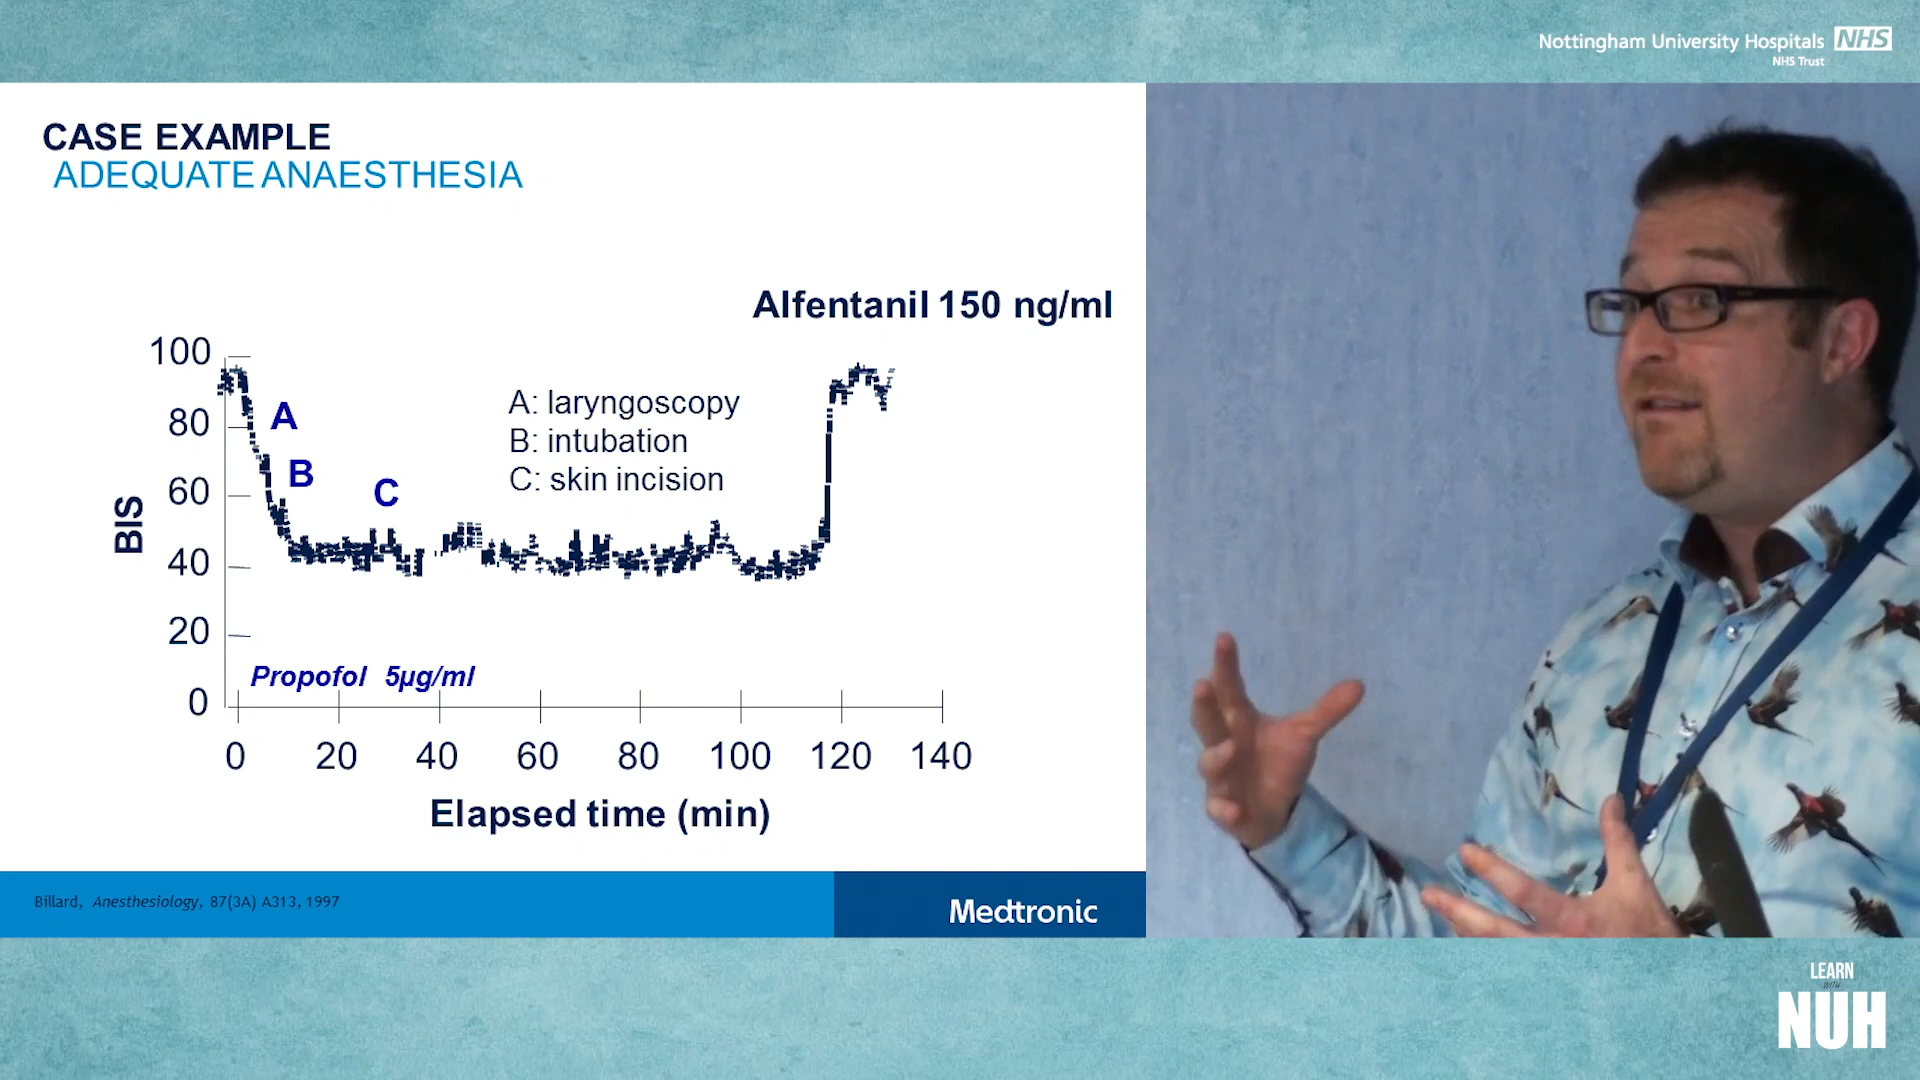 Nottingham University Hospitals NHS
NHS Trust
CASE EXAMPLE
ADEQUATE ANAESTHESIA
Alfentanil 150 ng/ml
100
80
60
40
20
0
BIS
A
B
C
A: laryngoscopy
B: intubation
C: skin incision
Propofol 5µg/ml
0 20 40 60 80 100 120 140
Elapsed time (min)
Billard, Anesthesiology, 87(3A) A313, 1997
Medtronic
LEARN
WITH
NUH